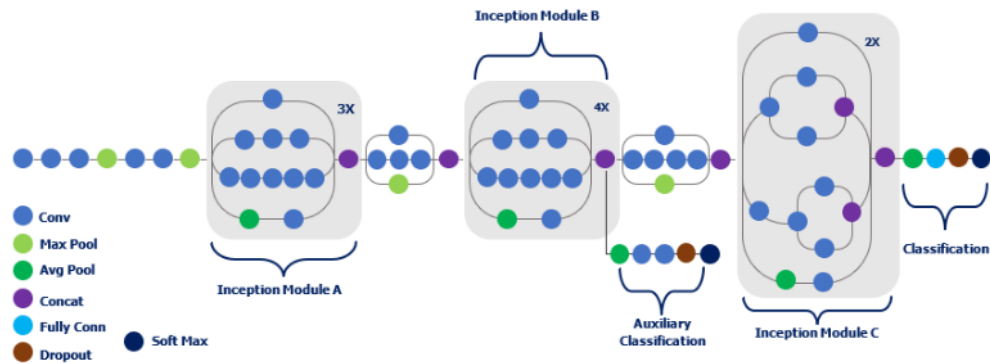 Inception Module B
3X
4X
2X
Conv
Max Pool
Avg Pool
Concat
Fully Conn
Dropout
Soft Max
Inception Module A
Auxiliary
Classification
Inception Module C
Classification